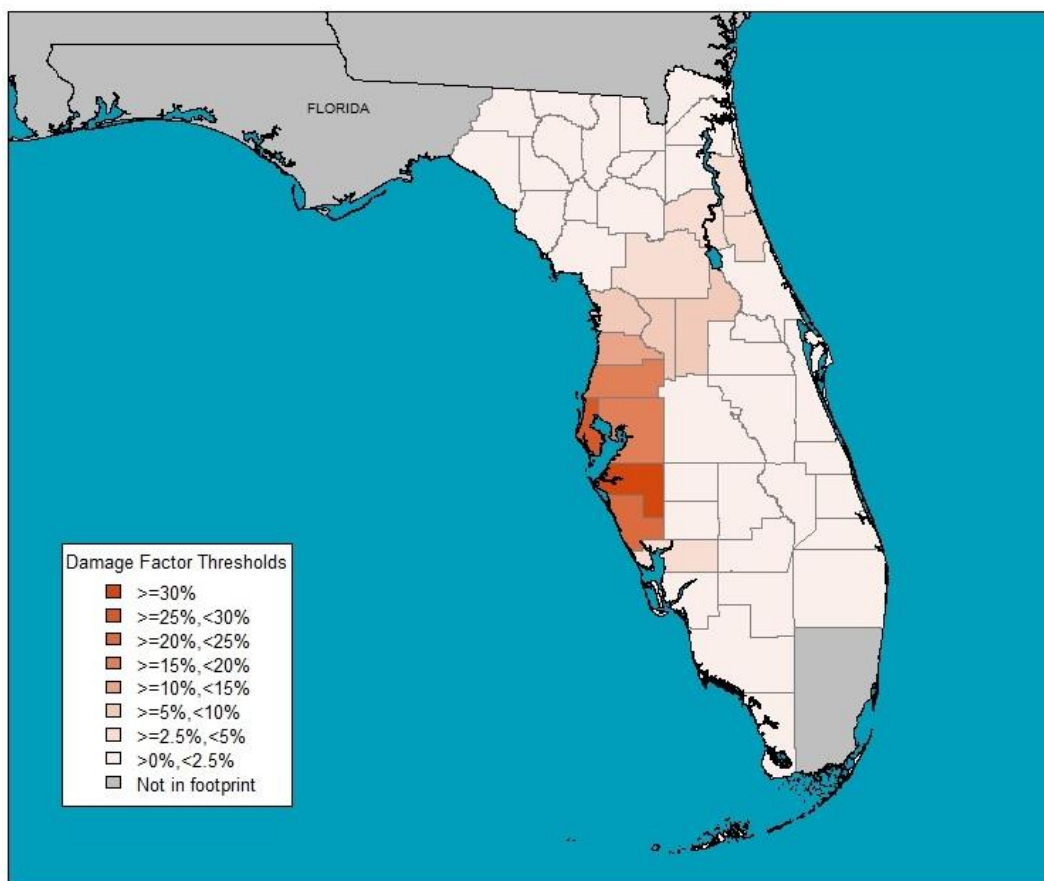 FLORIDA
Damage Factor Thresholds
>=30%
>=25%,<30%
>=20%,<25%
>=15%,<20%
>=10%,<15%
>=5%,<10%
>=2.5%,<5%
>0%,<2.5%
Not in footprint